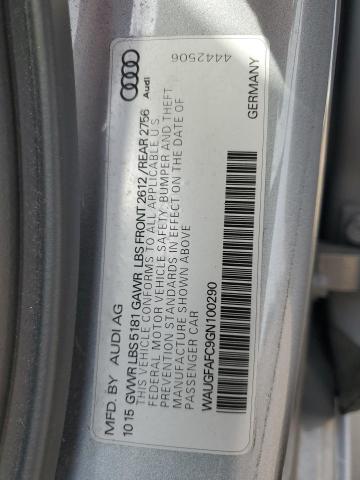 Audi
4442506
MFD. BY AUDI AG
10 15 GVWR LBS 5181 GAWR LBS FRONT 2612 /REAR 2756
THIS VEHICLE CONFORMS TO ALL APPLICABLE U.S.
FEDERAL MOTOR VEHICLE SAFETY, BUMPER AND THEFT
PREVENTION STANDARDS IN EFFECT ON THE DATE OF
MANUFACTURE SHOWN ABOVE
PASSENGER CAR
WAUGFAFC9GN100290
GERMANY